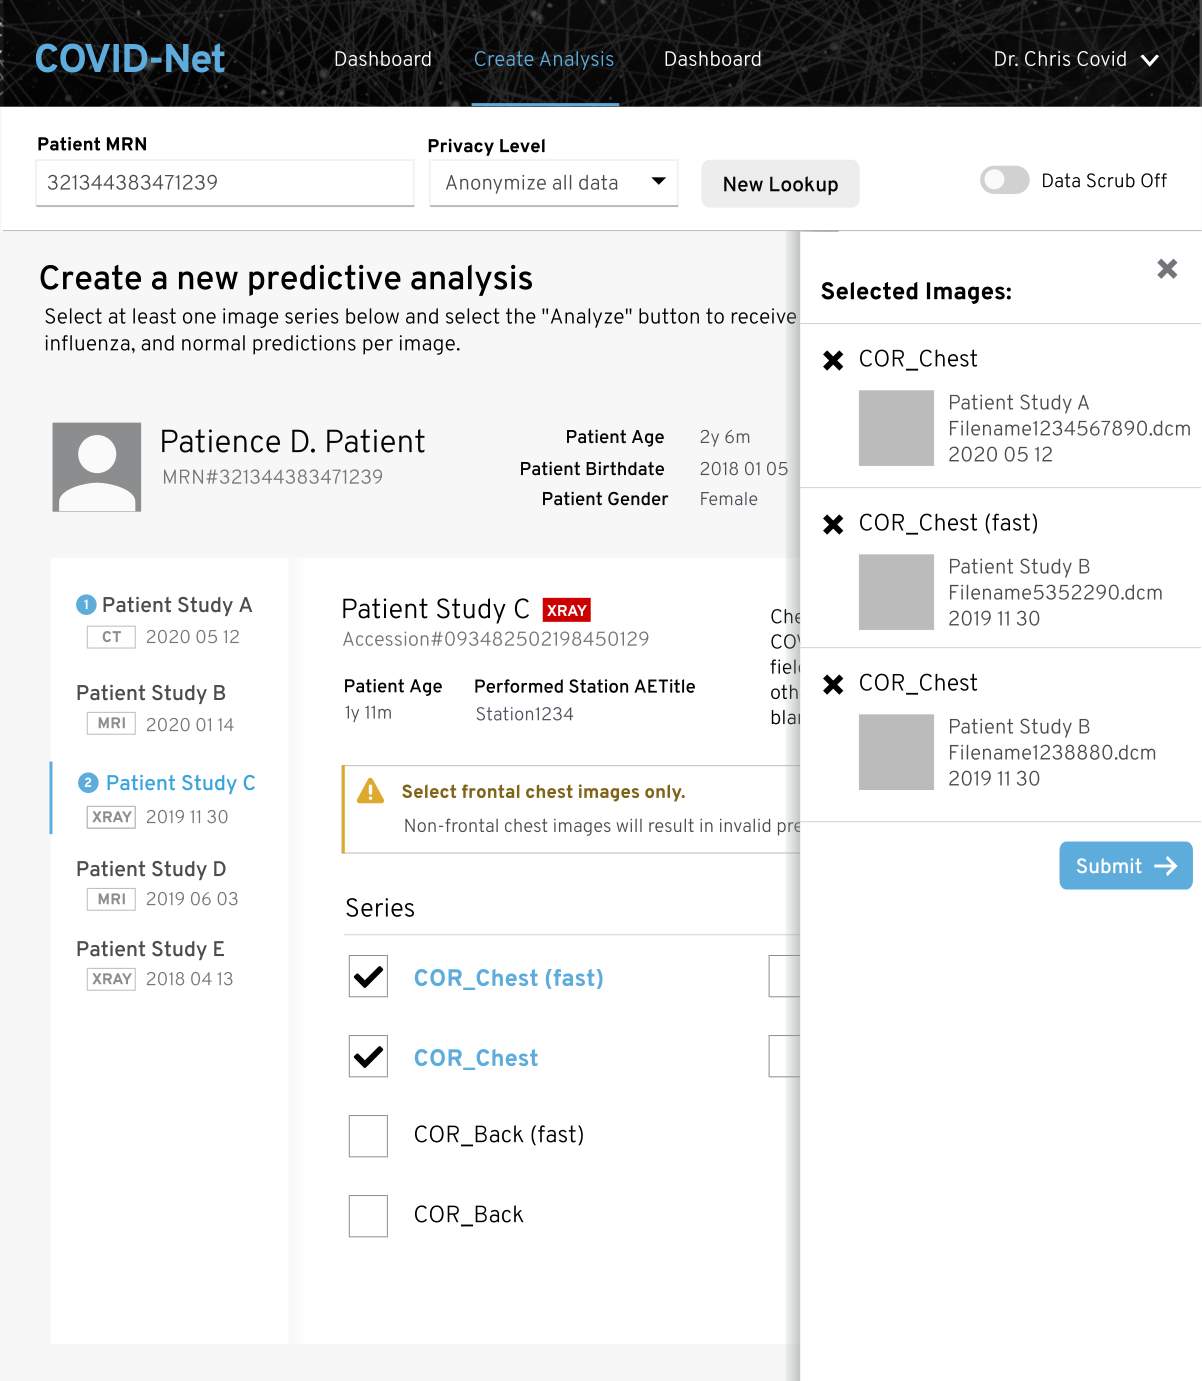 COVID-Net
Dashboard
Create Analysis
Dashboard
Dr. Chris Covid
Patient MRN
321344383471239
Privacy Level
Anonymize all data
New Lookup
Data Scrub Off
Create a new predictive analysis
Select at least one image series below and select the "Analyze" button to receive
influenza, and normal predictions per image.
Patience D. Patient
MRN#321344383471239
Patient Age 2y 6m
Patient Birthdate 2018 01 05
Patient Gender Female
1 Patient Study A
CT 2020 05 12
Patient Study B
MRI 2020 01 14
2 Patient Study C
XRAY 2019 11 30
Patient Study D
MRI 2019 06 03
Patient Study E
XRAY 2018 04 13
Patient Study C XRAY
Accession#093482502198450129
Patient Age
1y 11m
Performed Station AETitle
Station1234
Select frontal chest images only.
Non-frontal chest images will result in invalid
Series
COR_Chest (fast)
COR_Chest
COR_Back (fast)
COR_Back
Selected Images:
COR_Chest
Patient Study A
Filename1234567890.dcm
2020 05 12
COR_Chest (fast)
Patient Study B
Filename5352290.dcm
2019 11 30
COR_Chest
Patient Study B
Filename1238880.dcm
2019 11 30
Submit